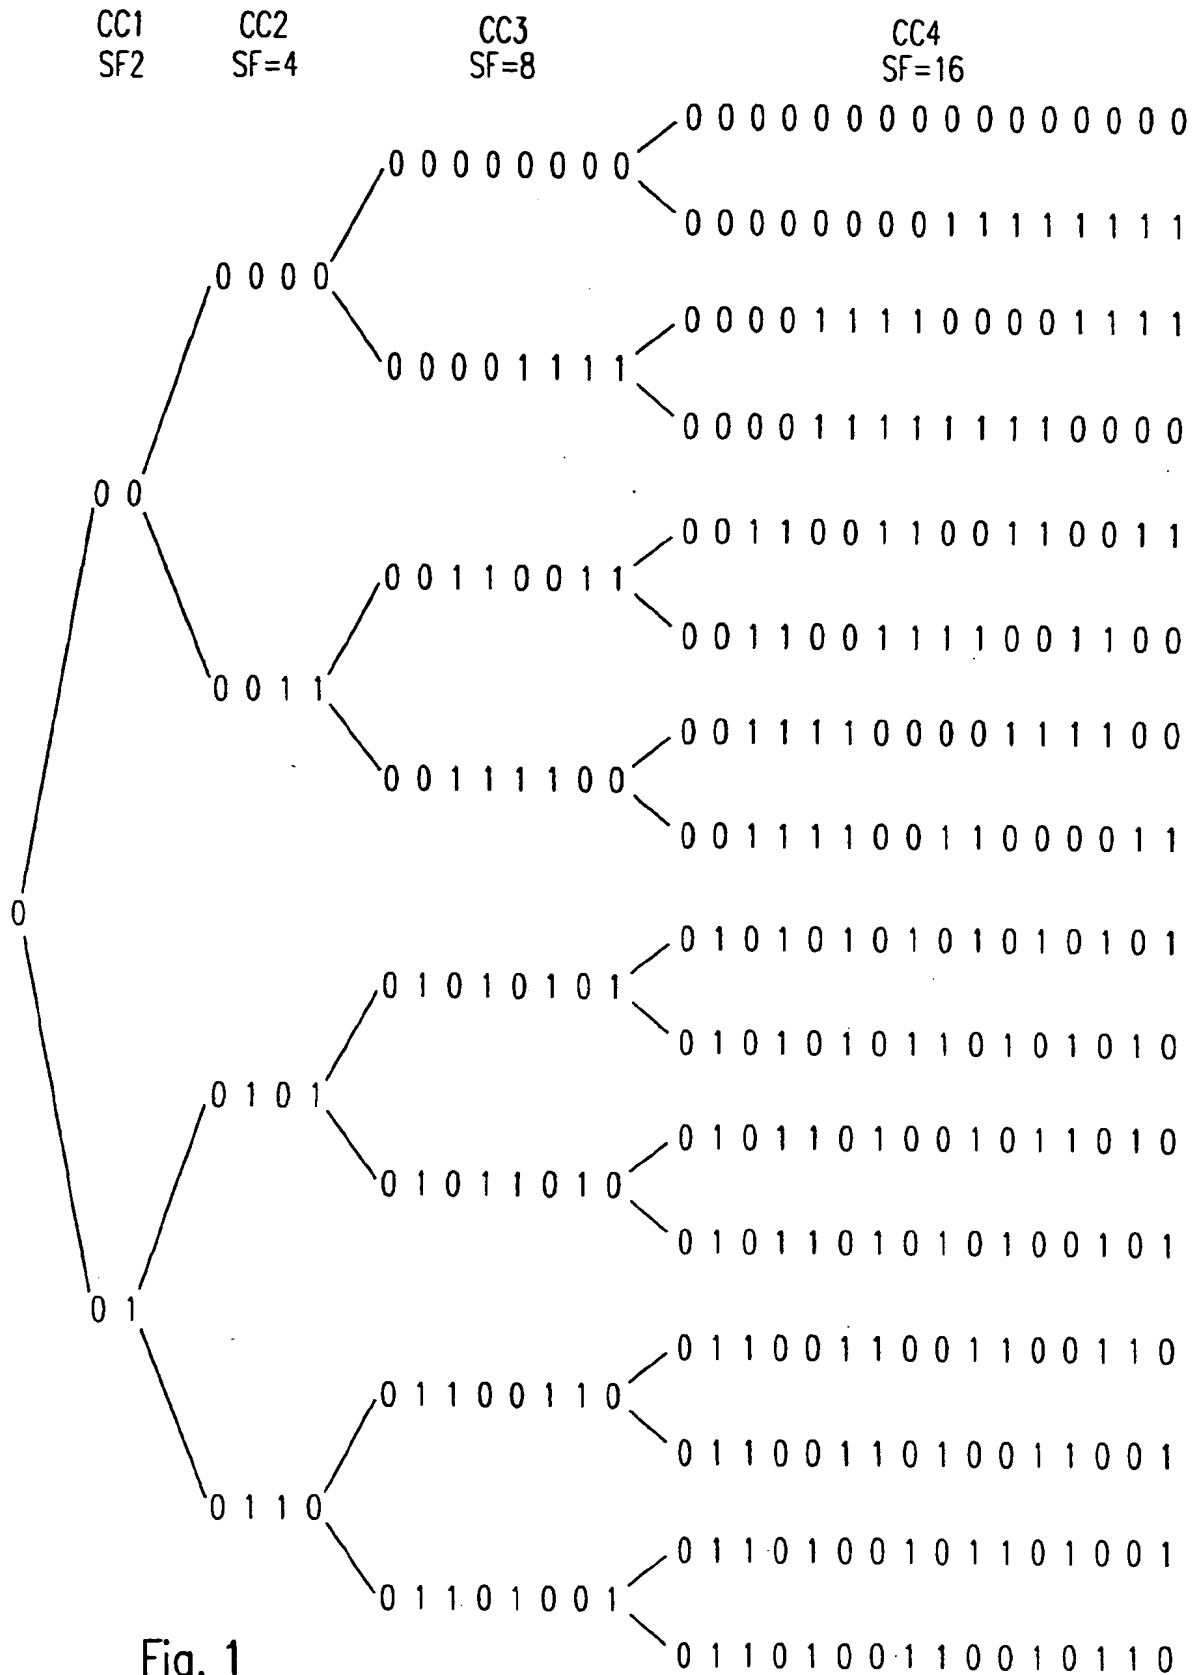 CC1 CC2 CC3 CC4
SF2 SF=4 SF=8 SF=16
0 0 0 0 0 0 0 0 0 0 0 0 0 0 0 0
0 0 0 0 0 0 0 0
0 0 0 0 0 0 0 0 1 1 1 1 1 1 1 1
0 0 0 0
0 0 0 0 1 1 1 1 0 0 0 0 1 1 1 1
0 0 0 0 1 1 1 1
0 0 0 0 1 1 1 1 1 1 1 1 0 0 0 0
0 0
0 0 1 1 0 0 1 1 0 0 1 1 0 0 1 1
0 0 1 1 0 0 1 1
0 0 1 1 0 0 1 1 1 1 0 0 1 1 0 0
0 0 1 1
0 0 1 1 1 1 0 0 0 0 1 1 1 1 0 0
0 0 1 1 1 1 0 0
0 0 1 1 1 1 0 0 1 1 0 0 0 0 1 1
0
0 1 0 1 0 1 0 1 0 1 0 1 0 1 0 1
0 1 0 1 0 1 0 1
0 1 0 1 0 1 0 1 1 0 1 0 1 0 1 0
0 1 0 1
0 1 0 1 1 0 1 0 0 1 0 1 1 0 1 0
0 1 0 1 1 0 1 0
0 1 0 1 1 0 1 0 1 0 1 0 0 1 0 1
0 1
0 1 1 0 0 1 1 0 0 1 1 0 0 1 1 0
0 1 1 0 0 1 1 0
0 1 1 0 0 1 1 0 1 0 0 1 1 0 0 1
0 1 1 0
0 1 1 0 1 0 0 1 0 1 1 0 1 0 0 1
0 1 1 0 1 0 0 1
0 1 1 0 1 0 0 1 1 0 0 1 0 1 1 0
Fig. 1